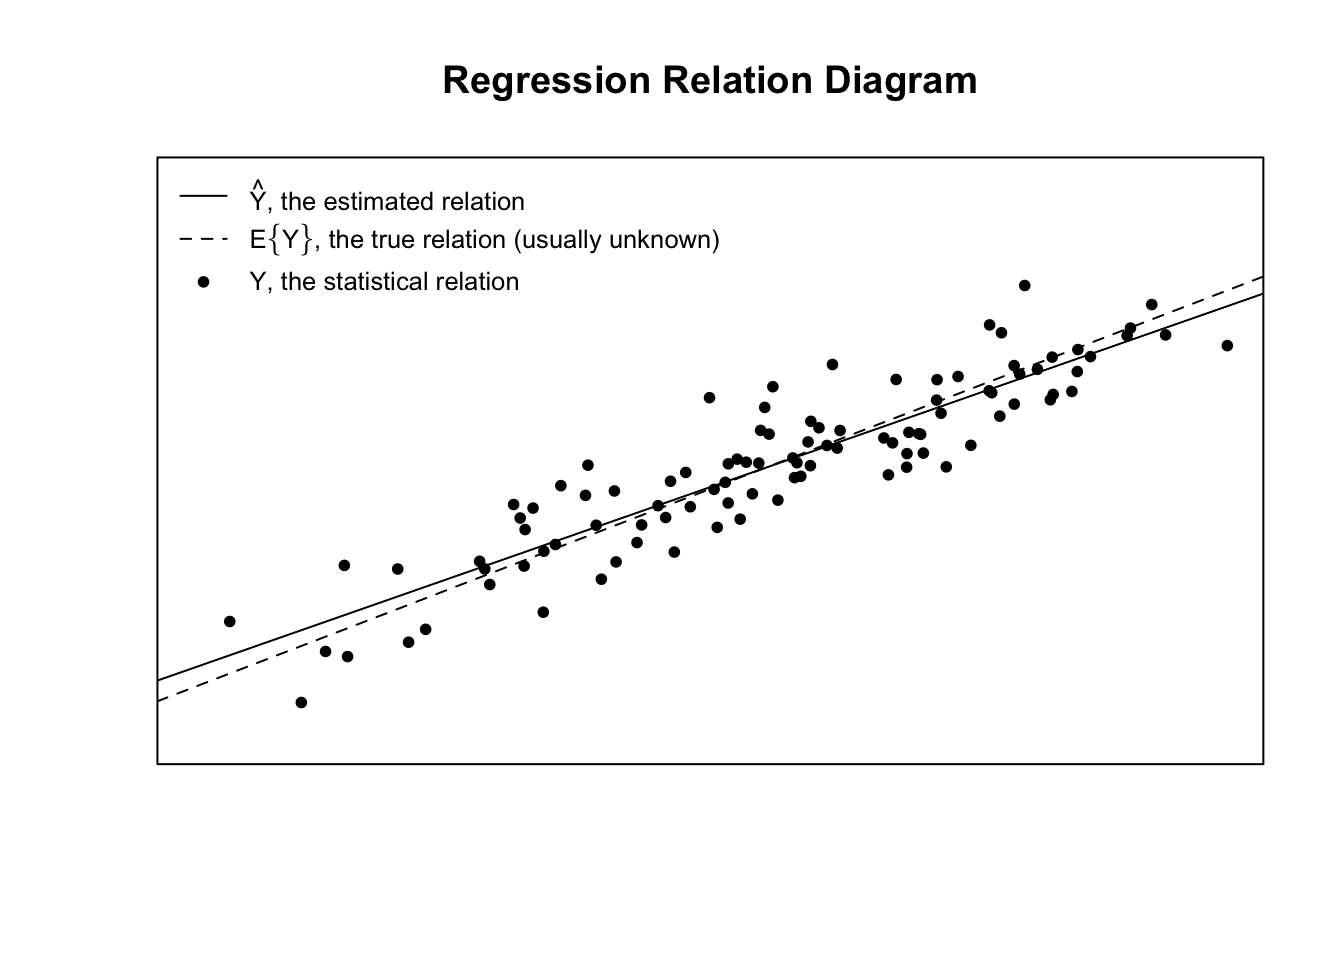 Regression Relation Diagram
Ŷ, the estimated relation
E{Y}, the true relation (usually unknown)
Y, the statistical relation